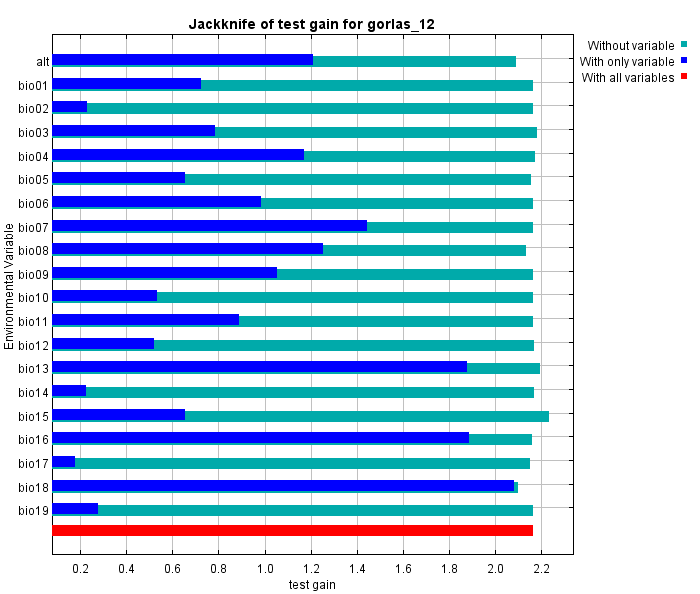 Jackknife of test gain for gorlas_12
Without variable
With only variable
With all variables
Environmental Variable
alt
bio01
bio02
bio03
bio04
bio05
bio06
bio07
bio08
bio09
bio10
bio11
bio12
bio13
bio14
bio15
bio16
bio17
bio18
bio19
0.2 0.4 0.6 0.8 1.0 1.2 1.4 1.6 1.8 2.0 2.2
test gain